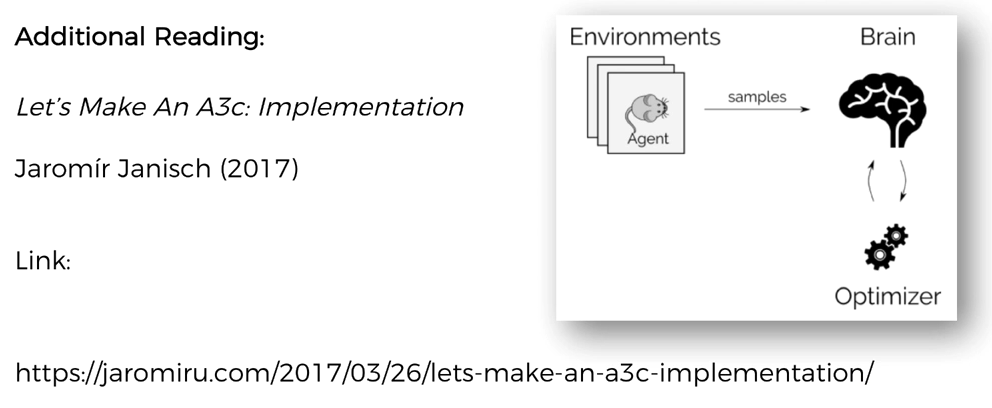 Additional Reading:
Let's Make An A3c: Implementation
Jaromír Janisch (2017)
Link:
https://jaromiru.com/2017/03/26/lets-make-an-a3c-implementation/
Environments
Brain
samples
Agent
Optimizer